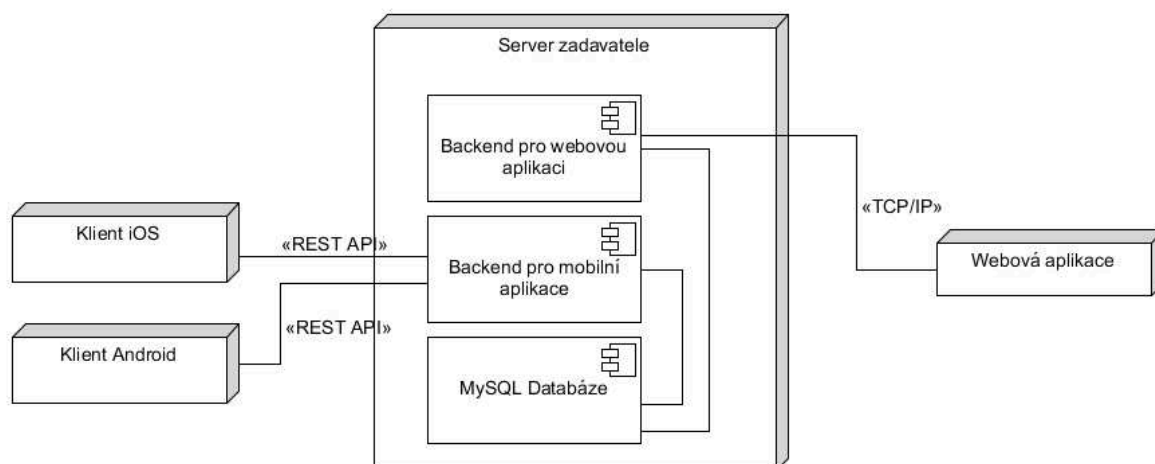 Server zadavatele
Backend pro webovou
aplikaci
«TCP/IP»
Klient iOS
«REST API»
Backend pro mobilní
aplikace
Webová aplikace
«REST API»
Klient Android
MySQL Databáze